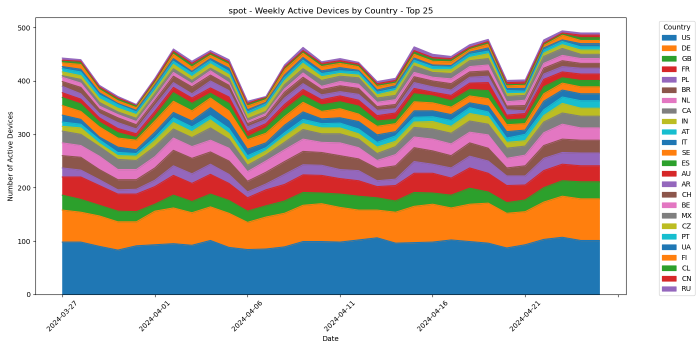 spot - Weekly Active Devices by Country - Top 25
Number of Active Devices
500
400
300
200
100
0
2024-03-27
2024-04-01
2024-04-06
2024-04-11
2024-04-16
2024-04-21
Date
Country
US
DE
GB
FR
PL
BR
NL
CA
IN
AT
IT
SE
ES
AU
AR
CH
BE
MX
CZ
PT
UA
FI
CL
CN
RU